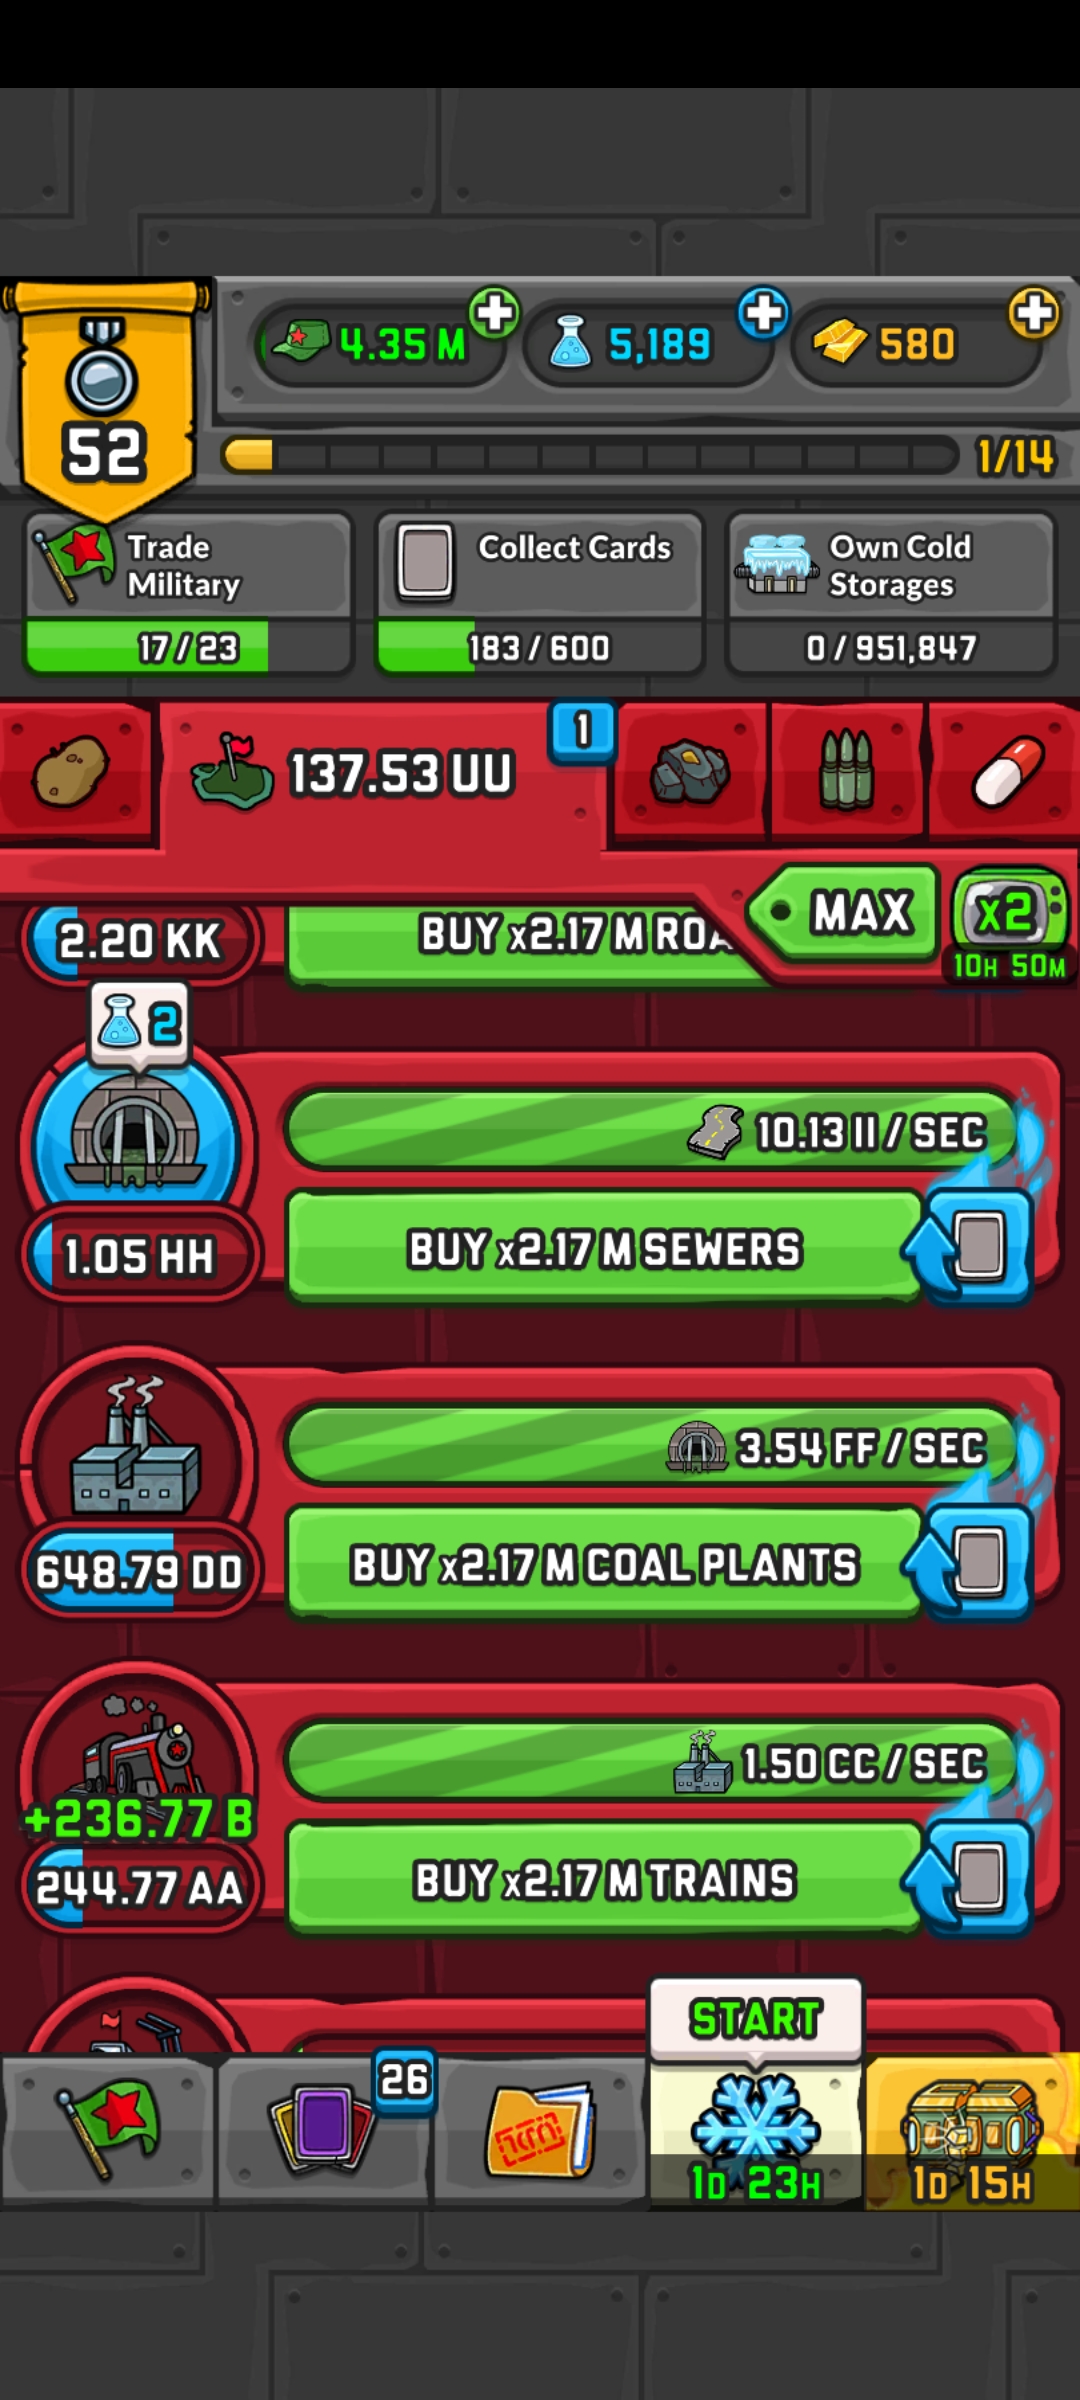 4.35 M
5,189
580
52
1/14
Trade
Military
17/23
Collect Cards
183/600
Own Cold
Storages
0/951,847
137.53 UU
1
MAX
x2
10H 50M
2.20 KK
BUY x2.17 M
2
10.13 II / SEC
1.05 HH
BUY x2.17 M SEWERS
3.54 FF / SEC
648.79 DD
BUY x2.17 M COAL PLANTS
1.50 CC / SEC
+236.77 B
244.77 AA
BUY x2.17 M TRAINS
START
26
1D 23H
1D 15H